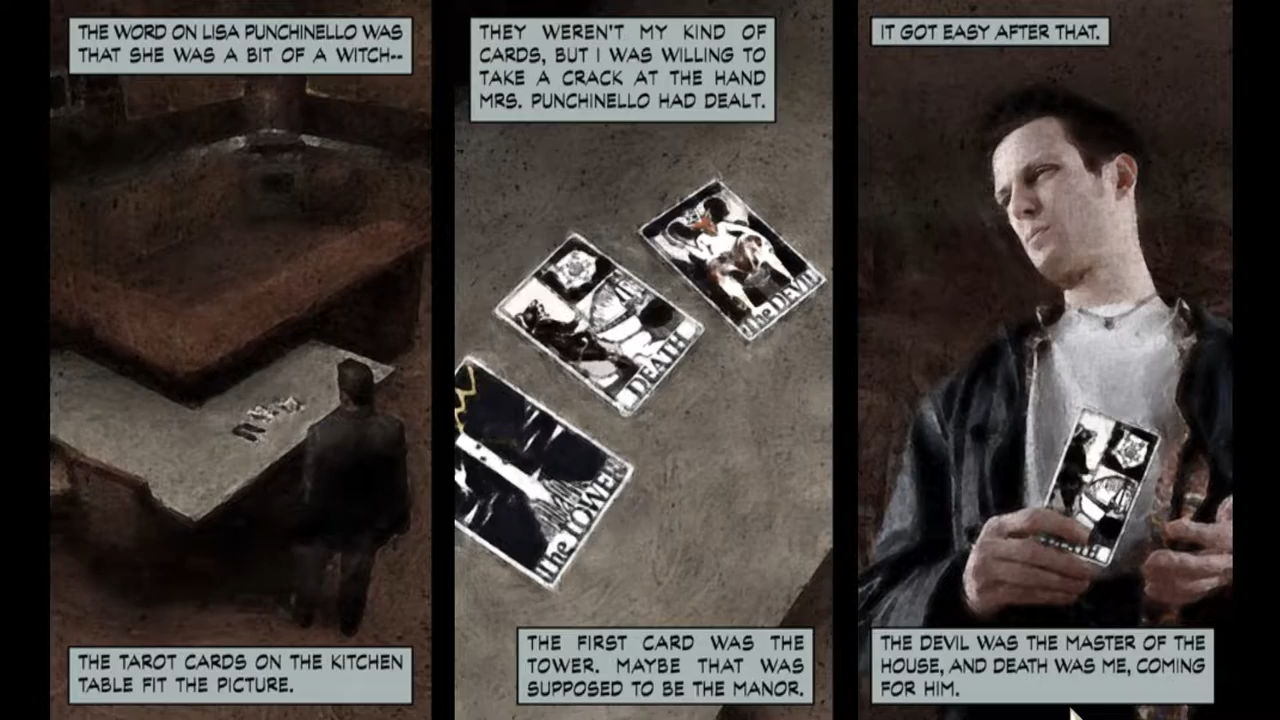 THE WORD ON LISA PUNCHINELLO WAS
THAT SHE WAS A BIT OF A WITCH--
THE TAROT CARDS ON THE KITCHEN
TABLE FIT THE PICTURE.
THEY WEREN'T MY KIND OF
CARDS, BUT I WAS WILLING TO
TAKE A CRACK AT THE HAND
MRS. PUNCHINELLO HAD DEALT.
The DEVIL
DEATH
The TOWER
THE FIRST CARD WAS THE
TOWER. MAYBE THAT WAS
SUPPOSED TO BE THE MANOR.
IT GOT EASY AFTER THAT.
THE DEVIL WAS THE MASTER OF THE
HOUSE, AND DEATH WAS ME, COMING
FOR HIM.